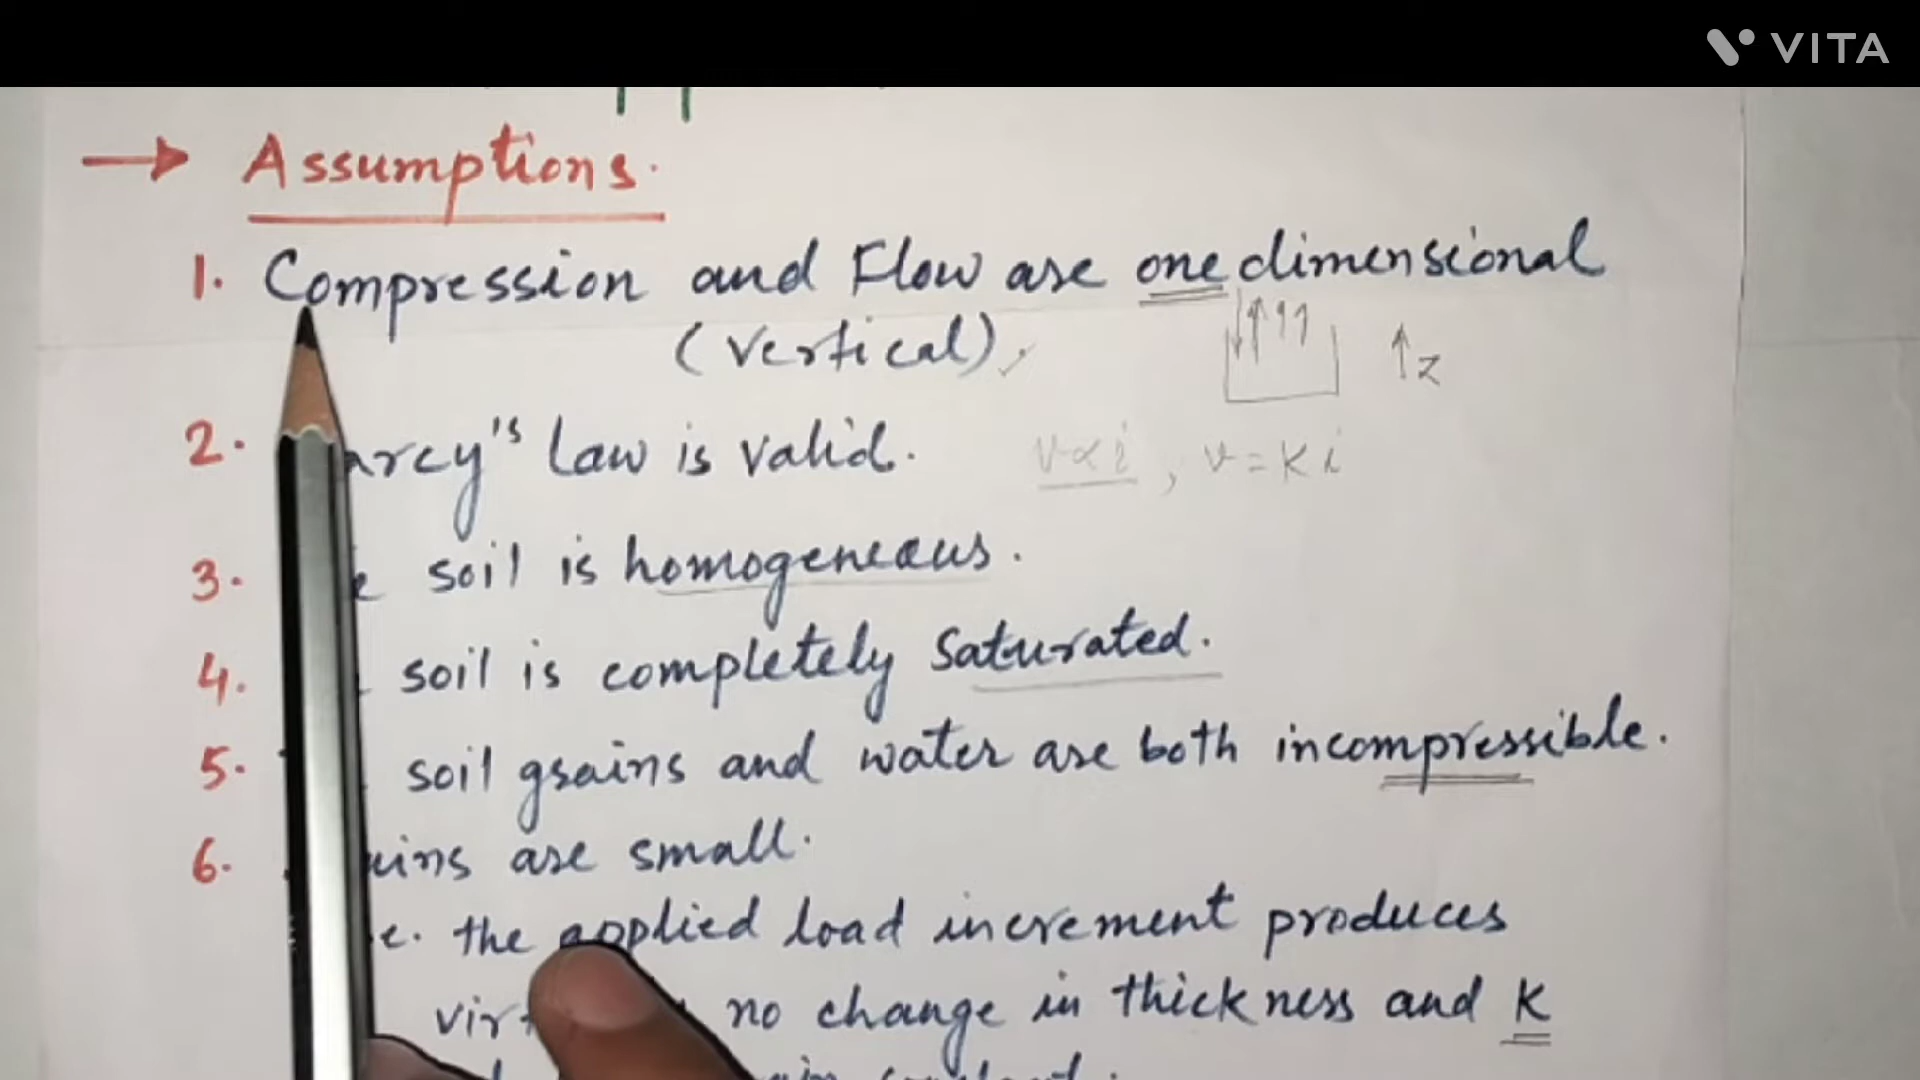 VITA
→ Assumptions.
1. Compression and Flow are one dimensional
(vertical).
↑z
2. arcy's law is valid. v∝i, v=ki
3. soil is homogeneous.
4. soil is completely saturated.
5. soil grains and water are both incompressible.
6. are small.
the applied load increment produces
no change in thickness and K